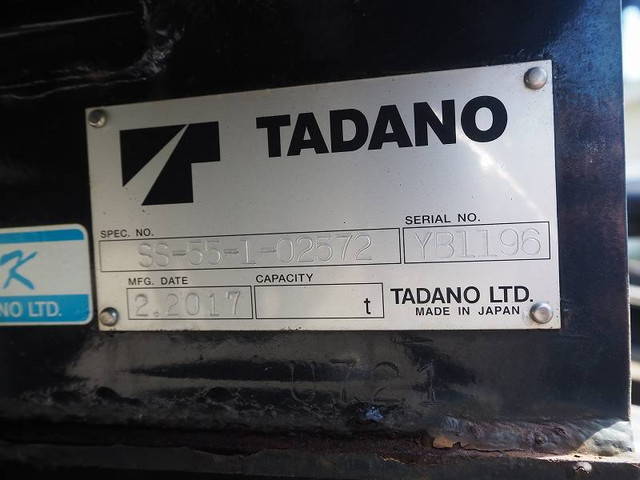 TADANO
SPEC. NO.
SERIAL NO.
SS-55-1-02572
YB1196
MFG. DATE
CAPACITY
2.2017
t
TADANO LTD.
MADE IN JAPAN
K
NO LTD.